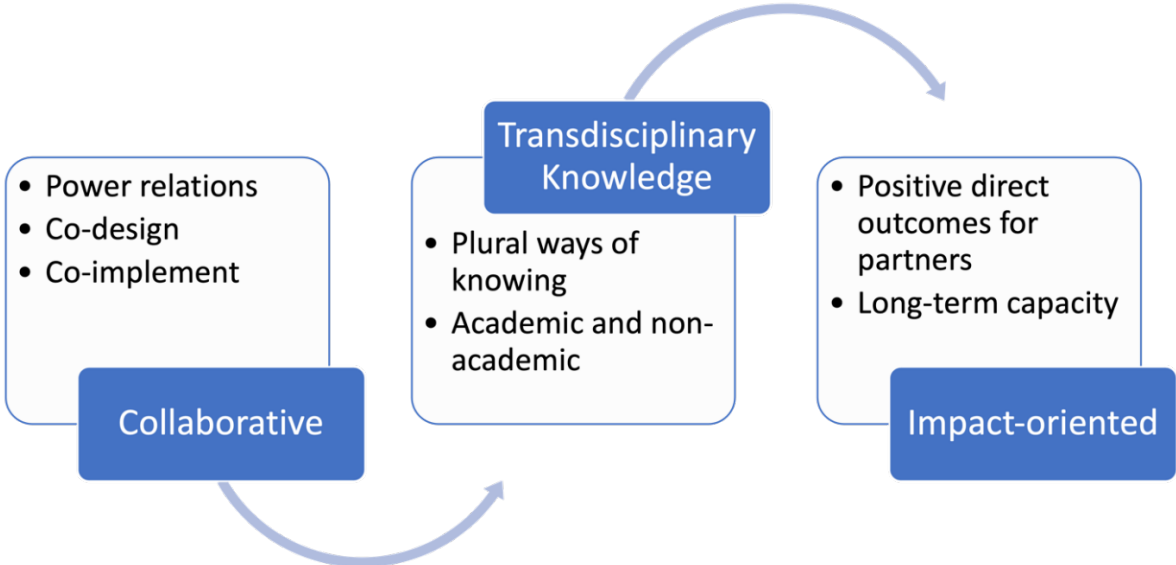 • Power relations
• Co-design
• Co-implement
Collaborative
Transdisciplinary
Knowledge
• Plural ways of
knowing
• Academic and non-
academic
• Positive direct
outcomes for
partners
• Long-term capacity
Impact-oriented